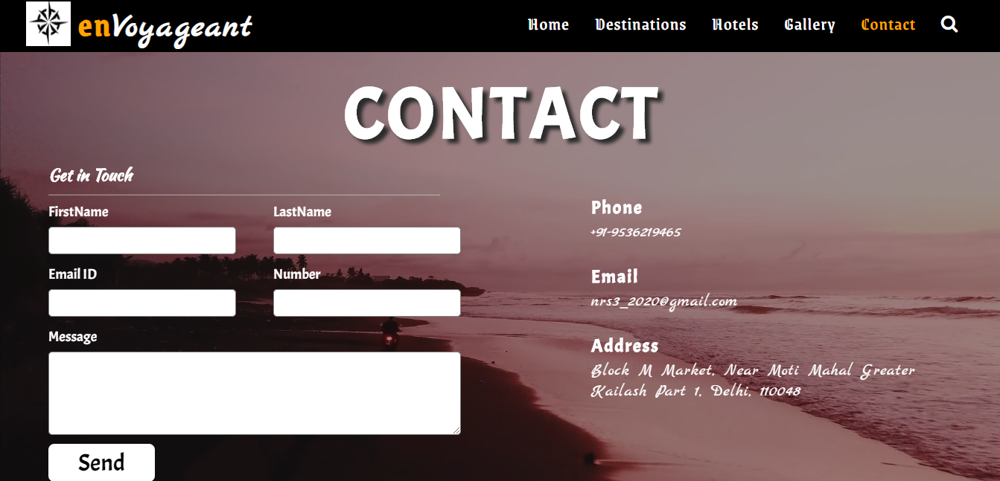 enVoyageant
Home Destinations Hotels Gallery Contact
CONTACT
Get in Touch
FirstName
LastName
Email ID
Number
Message
Send
Phone
+91-9536219465
Email
nrs3_2020@gmail.com
Address
Block M Market, Near Moti Mahal Greater
Kailash Part 1, Delhi, 110048